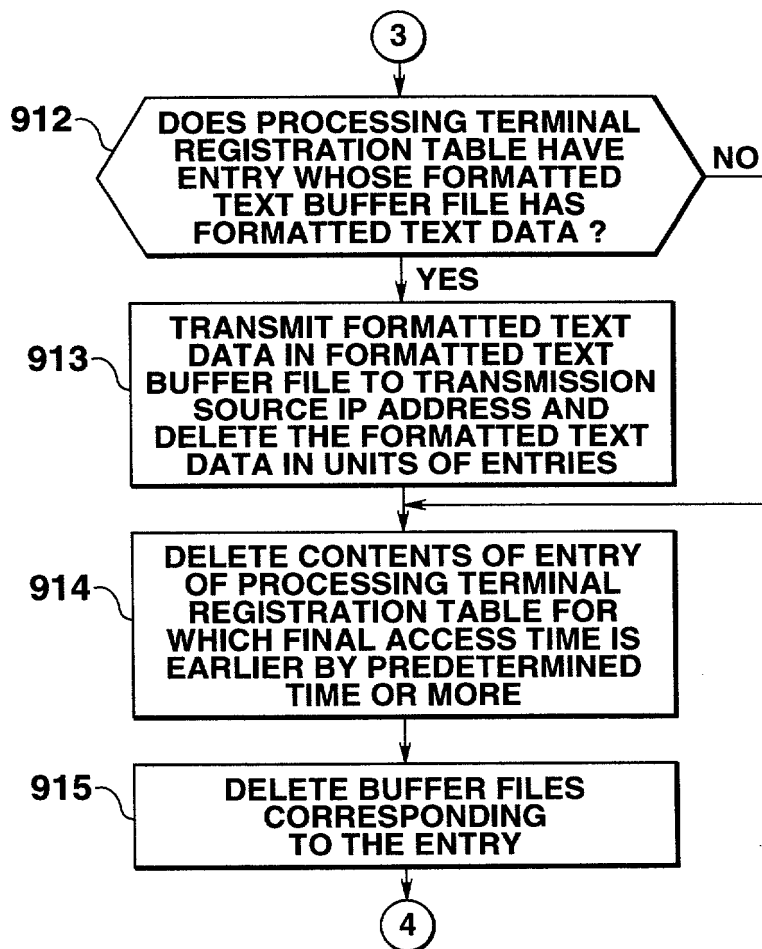 3
912
DOES PROCESSING TERMINAL
REGISTRATION TABLE HAVE
ENTRY WHOSE FORMATTED
TEXT BUFFER FILE HAS
FORMATTED TEXT DATA ?
NO
YES
913
TRANSMIT FORMATTED TEXT
DATA IN FORMATTED TEXT
BUFFER FILE TO TRANSMISSION
SOURCE IP ADDRESS AND
DELETE THE FORMATTED TEXT
DATA IN UNITS OF ENTRIES
914
DELETE CONTENTS OF ENTRY
OF PROCESSING TERMINAL
REGISTRATION TABLE FOR
WHICH FINAL ACCESS TIME IS
EARLIER BY PREDETERMINED
TIME OR MORE
915
DELETE BUFFER FILES
CORRESPONDING
TO THE ENTRY
4